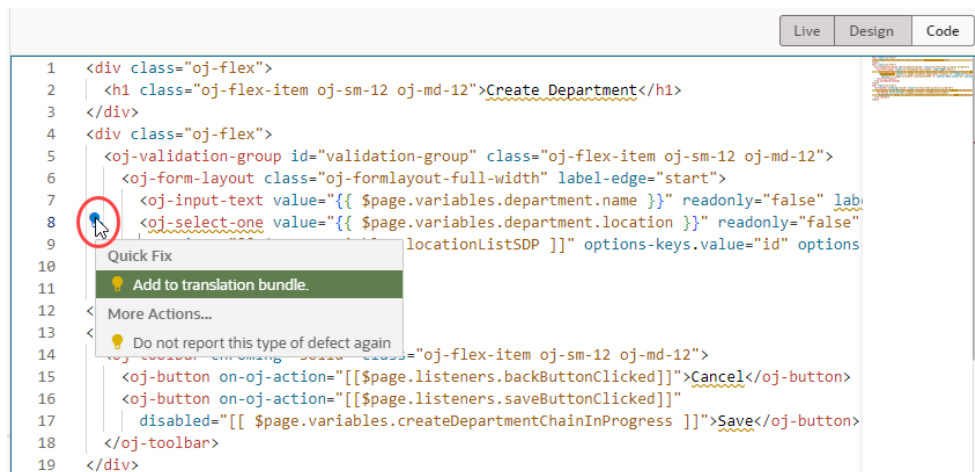 Live Design Code
1 <div class="oj-flex">
2 <h1 class="oj-flex-item oj-sm-12 oj-md-12">Create Department</h1>
3 </div>
4 <div class="oj-flex">
5 <oj-validation-group id="validation-group" class="oj-flex-item oj-sm-12 oj-md-12">
6 <oj-form-layout class="oj-formlayout-full-width" label-edge="start">
7 <oj-input-text value="{{ $page.variables.department.name }}" readonly="false" lab
8 <oj-select-one value="{{ $page.variables.department.location }}" readonly="false"
9 locationListSDP ]]" options-keys.value="id" options
Quick Fix
10
Add to translation bundle.
11
12 <
More Actions...
13 <
Do not report this type of defect again
14 "oj-flex-item oj-sm-12 oj-md-12">
15 <oj-button on-oj-action="[[$page.listeners.backButtonClicked]]">Cancel</oj-button>
16 <oj-button on-oj-action="[[$page.listeners.saveButtonClicked]]"
17 disabled="[[ $page.variables.createDepartmentChainInProgress ]]">Save</oj-button>
18 </oj-toolbar>
19 </div>